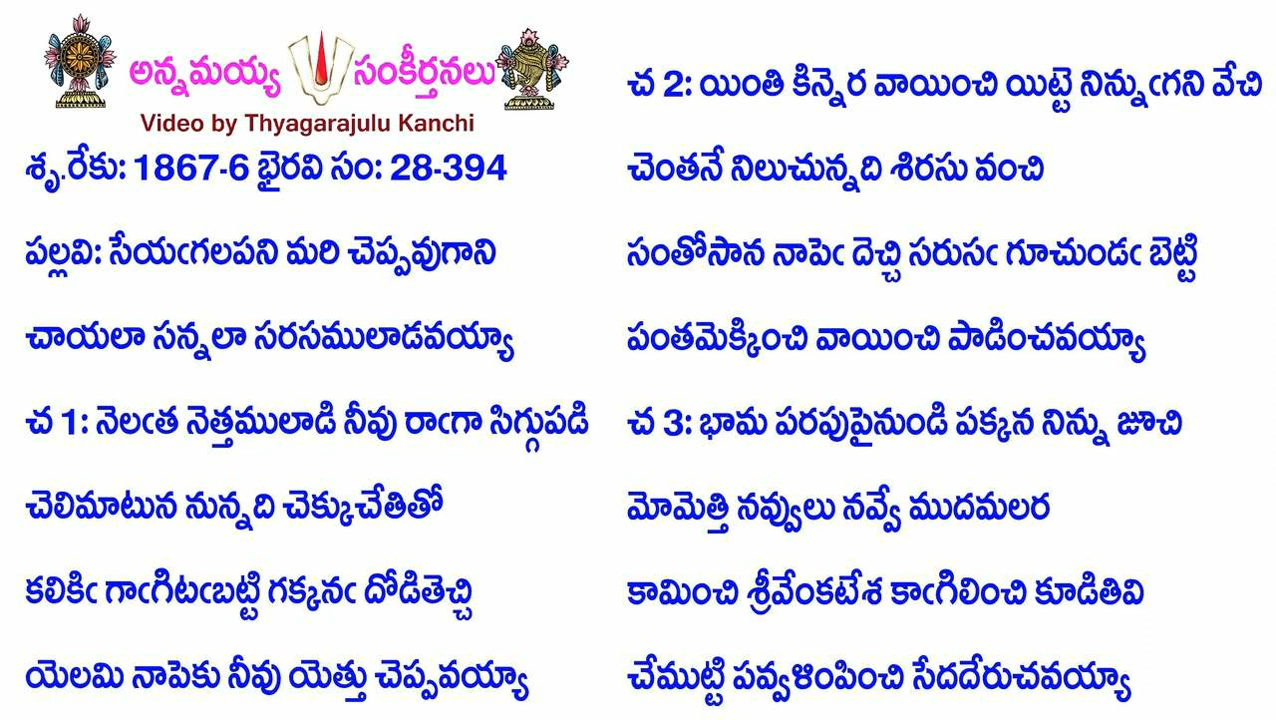 అన్నమయ్య సంకీర్తనలు
Video by Thyagarajulu Kanchi
శృ.రేకు: 1867-6 భైరవి సం: 28-394
పల్లవి: సేయఁగలపని మరి చెప్పవుగాని
చాయలా సన్నలా సరసములాడవయ్యా
చ 1: నెలఁత నెత్తములాడి నీవు రాఁగా సిగ్గుపడి
చెలిమాటున నున్నది చెక్కుచేతితో
కలికిఁ గాఁగిటఁబట్టి గక్కనఁ దోడితెచ్చి
యెలమి నాపెకు నీవు యెత్తు చెప్పవయ్యా
చ 2: యింతి కిన్నెర వాయించి యిట్టె నిన్నుఁగని వేచి
చెంతనే నిలుచున్నది శిరసు వంచి
సంతోసాన నాపెఁ దెచ్చి సరుసఁ గూచుండఁ బెట్టి
పంతమెక్కించి వాయించి పాడించవయ్యా
చ 3: భామ పరపుపైనుండి పక్కన నిన్ను జూచి
మోమెత్తి నవ్వులు నవ్వే ముదమలర
కామించి శ్రీవేంకటేశ కాఁగిలించి కూడితివి
చేముట్టి పవ్వళింపించి సేదదేరుచవయ్యా